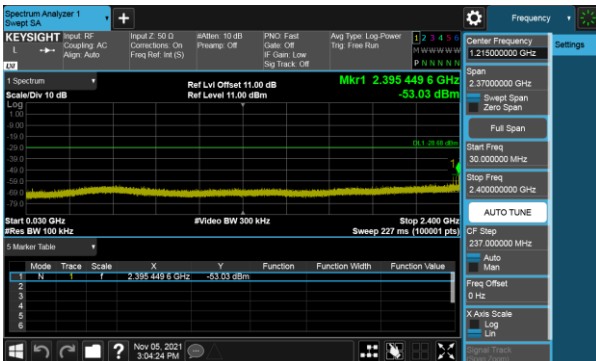 Spectrum Analyzer 1
Swept SA
+
Frequency
KEYSIGHT
L
Input: RF
Coupling: AC
Align: Auto
Input Z: 50 Ω
Corrections: On
Freq Ref: Int (S)
#Atten: 10 dB
Preamp: Off
PNO: Fast
Gate: Off
IF Gain: Low
Sig Track: Off
Avg Type: Log-Power
Trig: Free Run
1 2 3 4 5 6
M W W W W W
P N N N N N
1 Spectrum
Scale/Div 10 dB
Log
Ref Lvl Offset 11.00 dB
Ref Level 11.00 dBm
Mkr1 2.395 449 6 GHz
-53.03 dBm
1.00
-9.00
-19.0
-29.0
-39.0
-49.0
-59.0
-69.0
-79.0
DL1 -28.68 dBm
1
Start 0.030 GHz
#Res BW 100 kHz
#Video BW 300 kHz
Stop 2.400 GHz
Sweep 227 ms (100001 pts)
5 Marker Table
Mode Trace Scale X Y Function Function Width Function Value
1 N 1 f 2.395 449 6 GHz -53.03 dBm
2
3
4
5
6
Nov 05, 2021
3:04:24 PM
?
Center Frequency
1.215000000 GHz
Settings
Span
2.37000000 GHz
Swept Span
Zero Span
Full Span
Start Freq
30.000000 MHz
Stop Freq
2.400000000 GHz
AUTO TUNE
CF Step
237.000000 MHz
Auto
Man
Freq Offset
0 Hz
X Axis Scale
Log
Lin
Signal Track